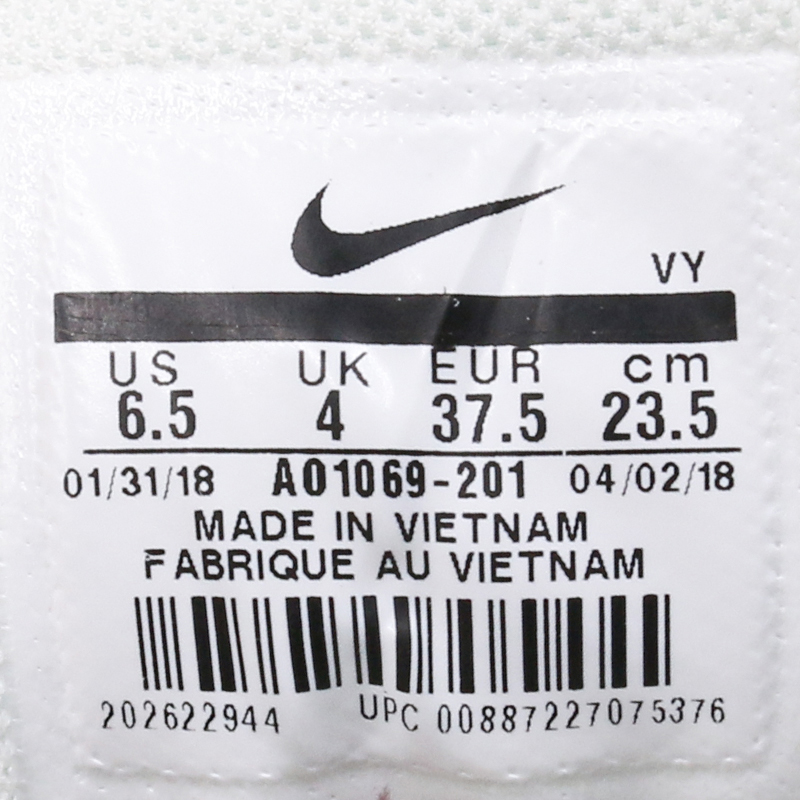 VY
US UK EUR cm
6.5 4 37.5 23.5
01/31/18 AO1069-201 04/02/18
MADE IN VIETNAM
FABRIQUE AU VIETNAM
202622944 UPC 00887227075376